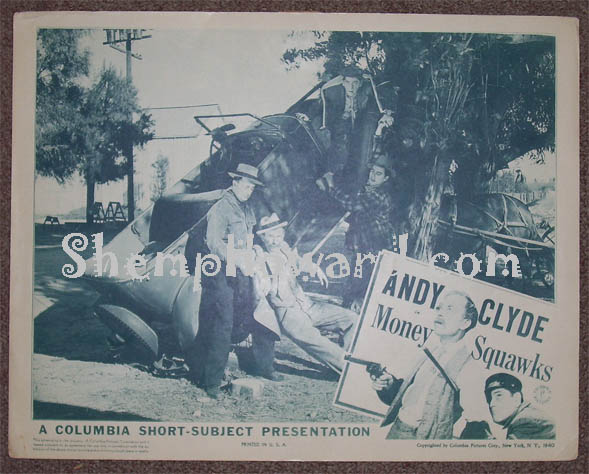 ShempHoward.com
ANDY
CLYDE
in
Money
Squawks
A COLUMBIA SHORT-SUBJECT PRESENTATION
PRINTED IN U. S. A.
Copyrighted by Columbia Pictures Corp., New York, N. Y., 1940